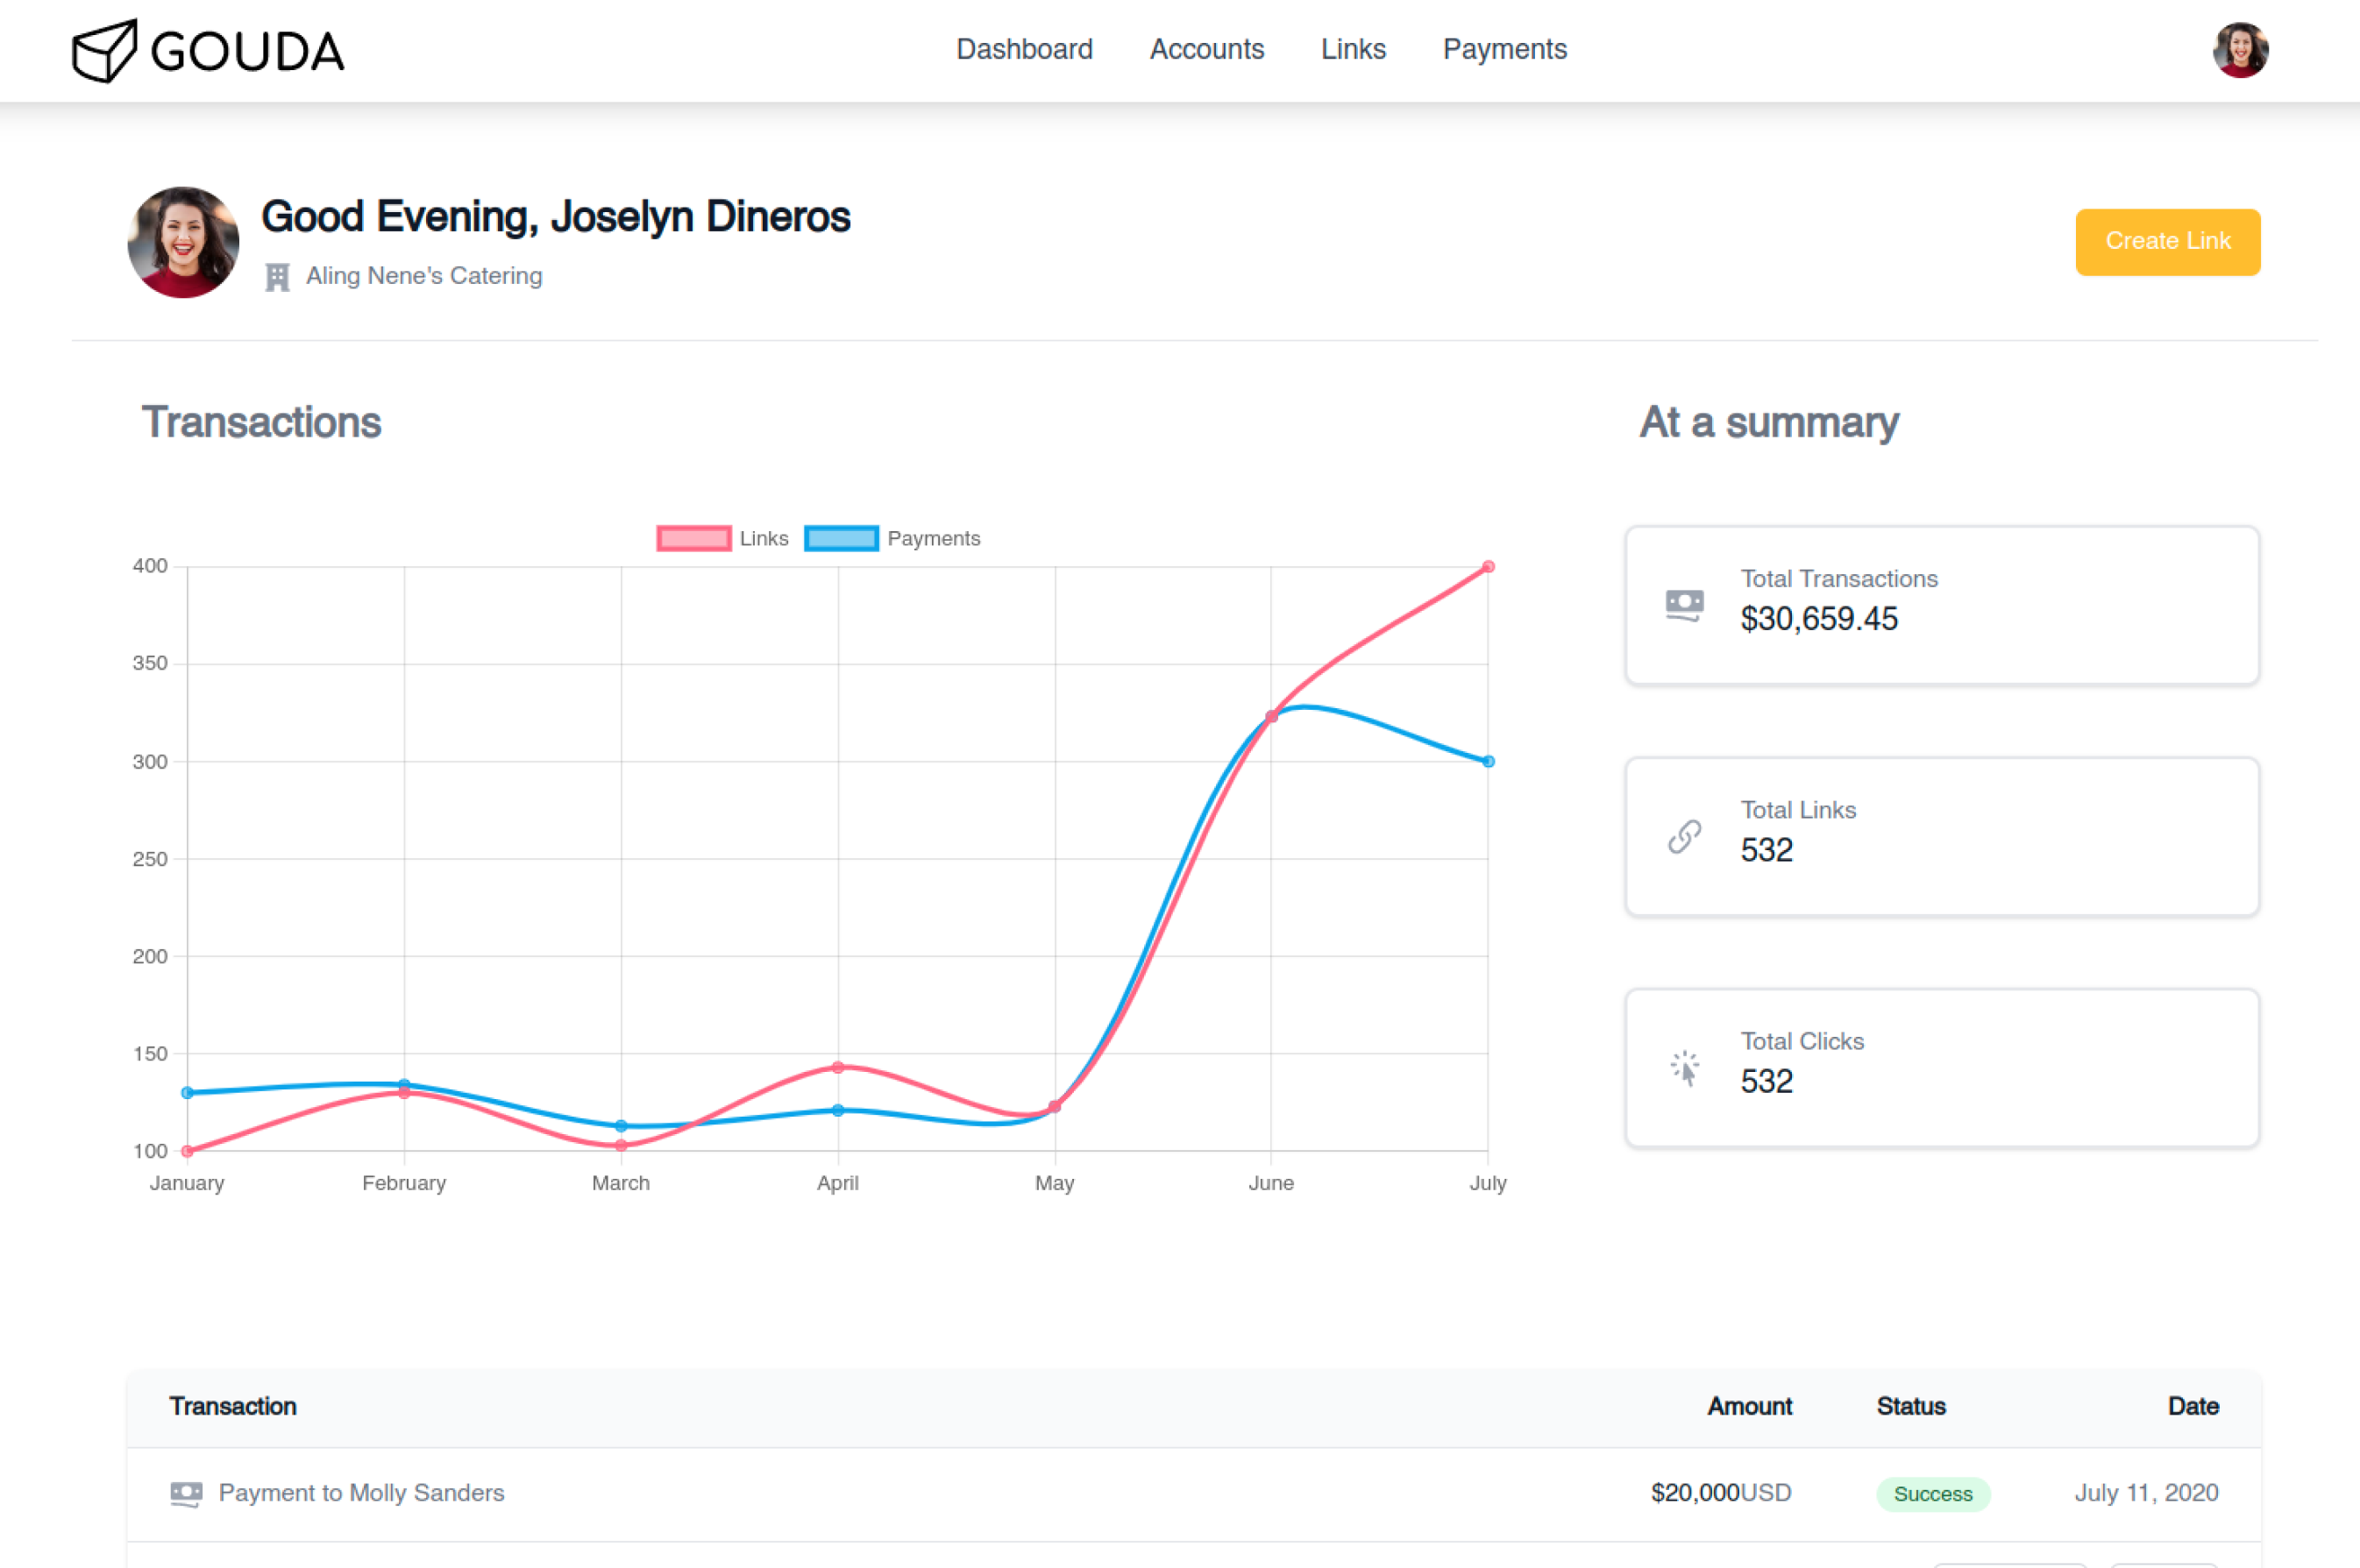 GOUDA
Dashboard Accounts Links Payments
Good Evening, Joselyn Dineros
Aling Nene's Catering
Create Link
Transactions
At a summary
Links Payments
400
350
300
250
200
150
100
January February March April May June July
Total Transactions
$30,659.45
Total Links
532
Total Clicks
532
Transaction Amount Status Date
Payment to Molly Sanders $20,000USD Success July 11, 2020